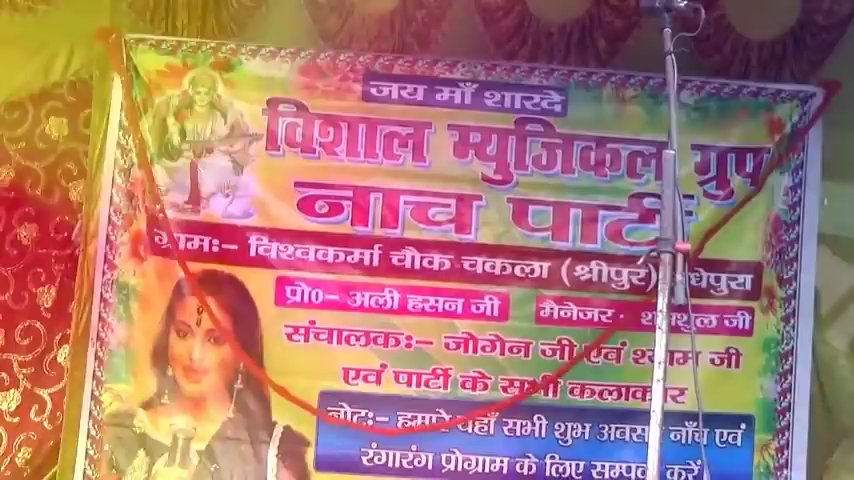 जय माँ शारदे
विशाल म्युजिकल ग्रुप
नाच पार्टी
ग्राम:- विश्वकर्मा चौक चकला (श्रीपुर)
प्रो०- अली हसन जी
मैनेजर
जी
संचालक:- जोगेन जी एवं श्याम जी
एवं पार्टी के सभी कलाकार
नोट:- हमारे यहाँ सभी शुभ अवसर नाँच एवं
रंगारंग प्रोग्राम के लिए सम्पर्क करें